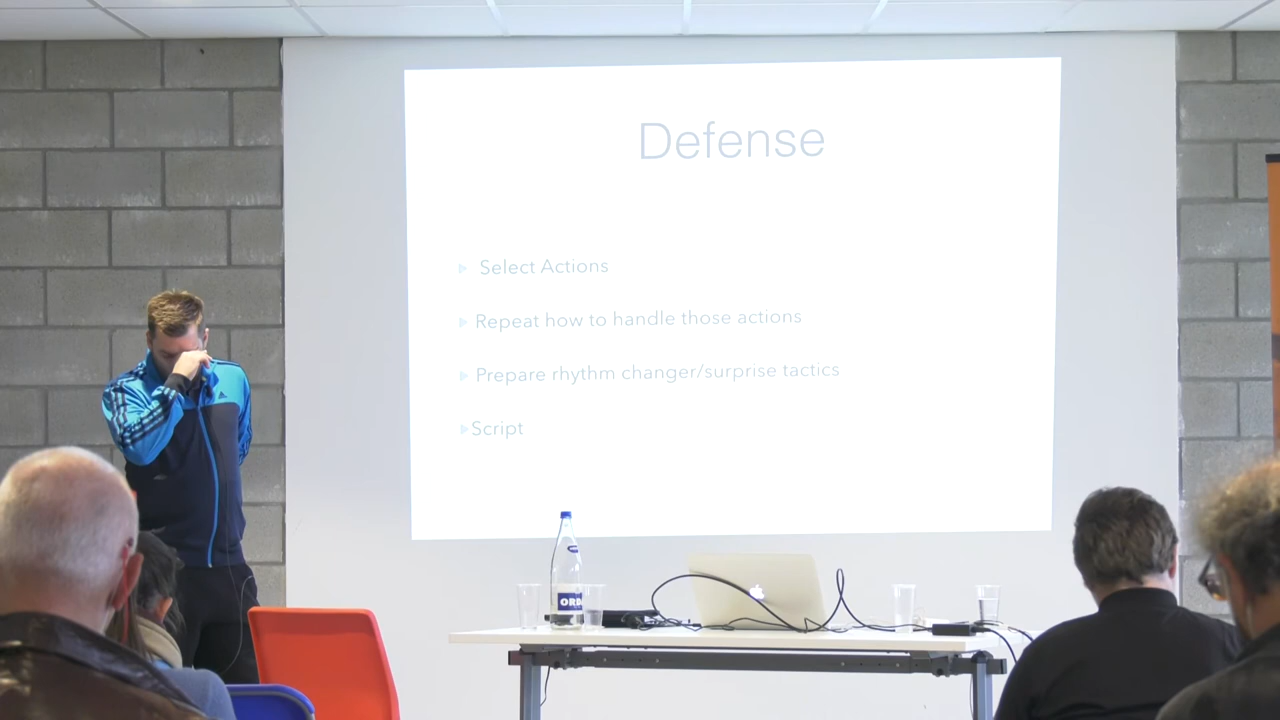 Defense
Select Actions
Repeat how to handle those actions
Prepare rhythm changer/surprise tactics
Script